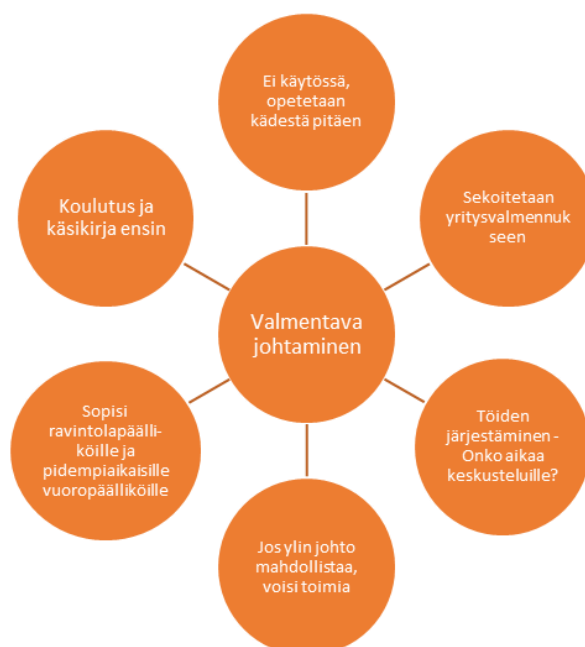 Ei käytössä,
opetetaan
kädestä pitäen
Sekoitetaan
yritysvalmennuk
seen
Koulutus ja
käsikirja ensin
Valmentava
johtaminen
Töiden
järjestäminen -
Onko aikaa
keskusteluille?
Sopisi
ravintolapäälli-
köille ja
pidempiaikaisille
vuoropäälliköille
Jos ylin johto
mahdollistaa,
voisi toimia